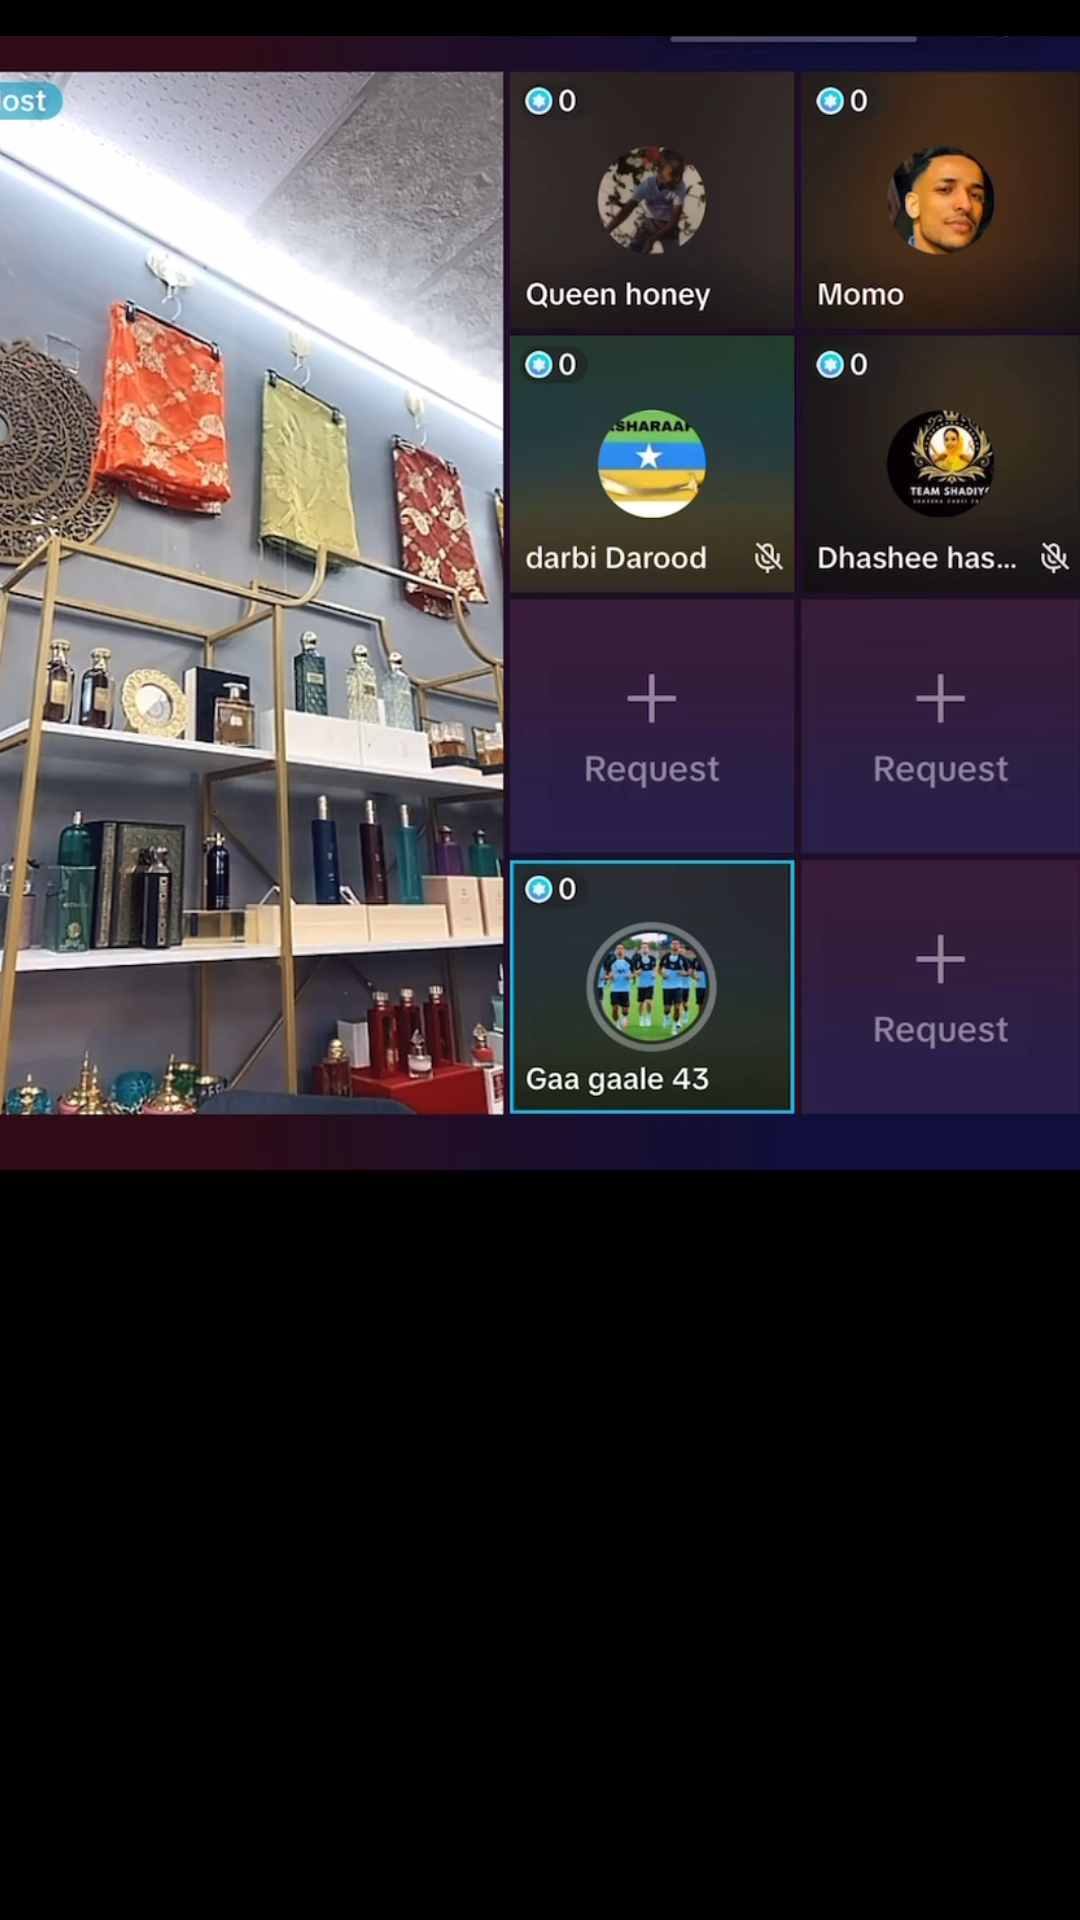 ost
0
Queen honey
0
Momo
0
SHARAAF
darbi Darood
0
TEAM SHADIY
Dhashee has...
Request
Request
0
Gaa gaale 43
Request